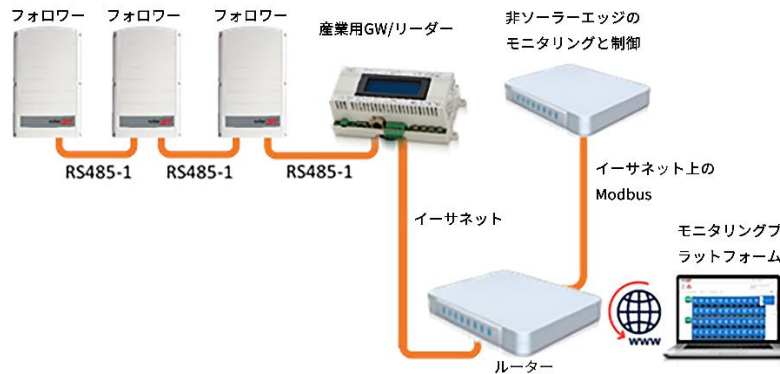 フォロワー
フォロワー
フォロワー
産業用GW/リーダー
非ソーラーエッジの
モニタリングと制御
RS485-1
RS485-1
RS485-1
イーサネット上の
Modbus
イーサネット
モニタリングプ
ラットフォーム
www
ルーター